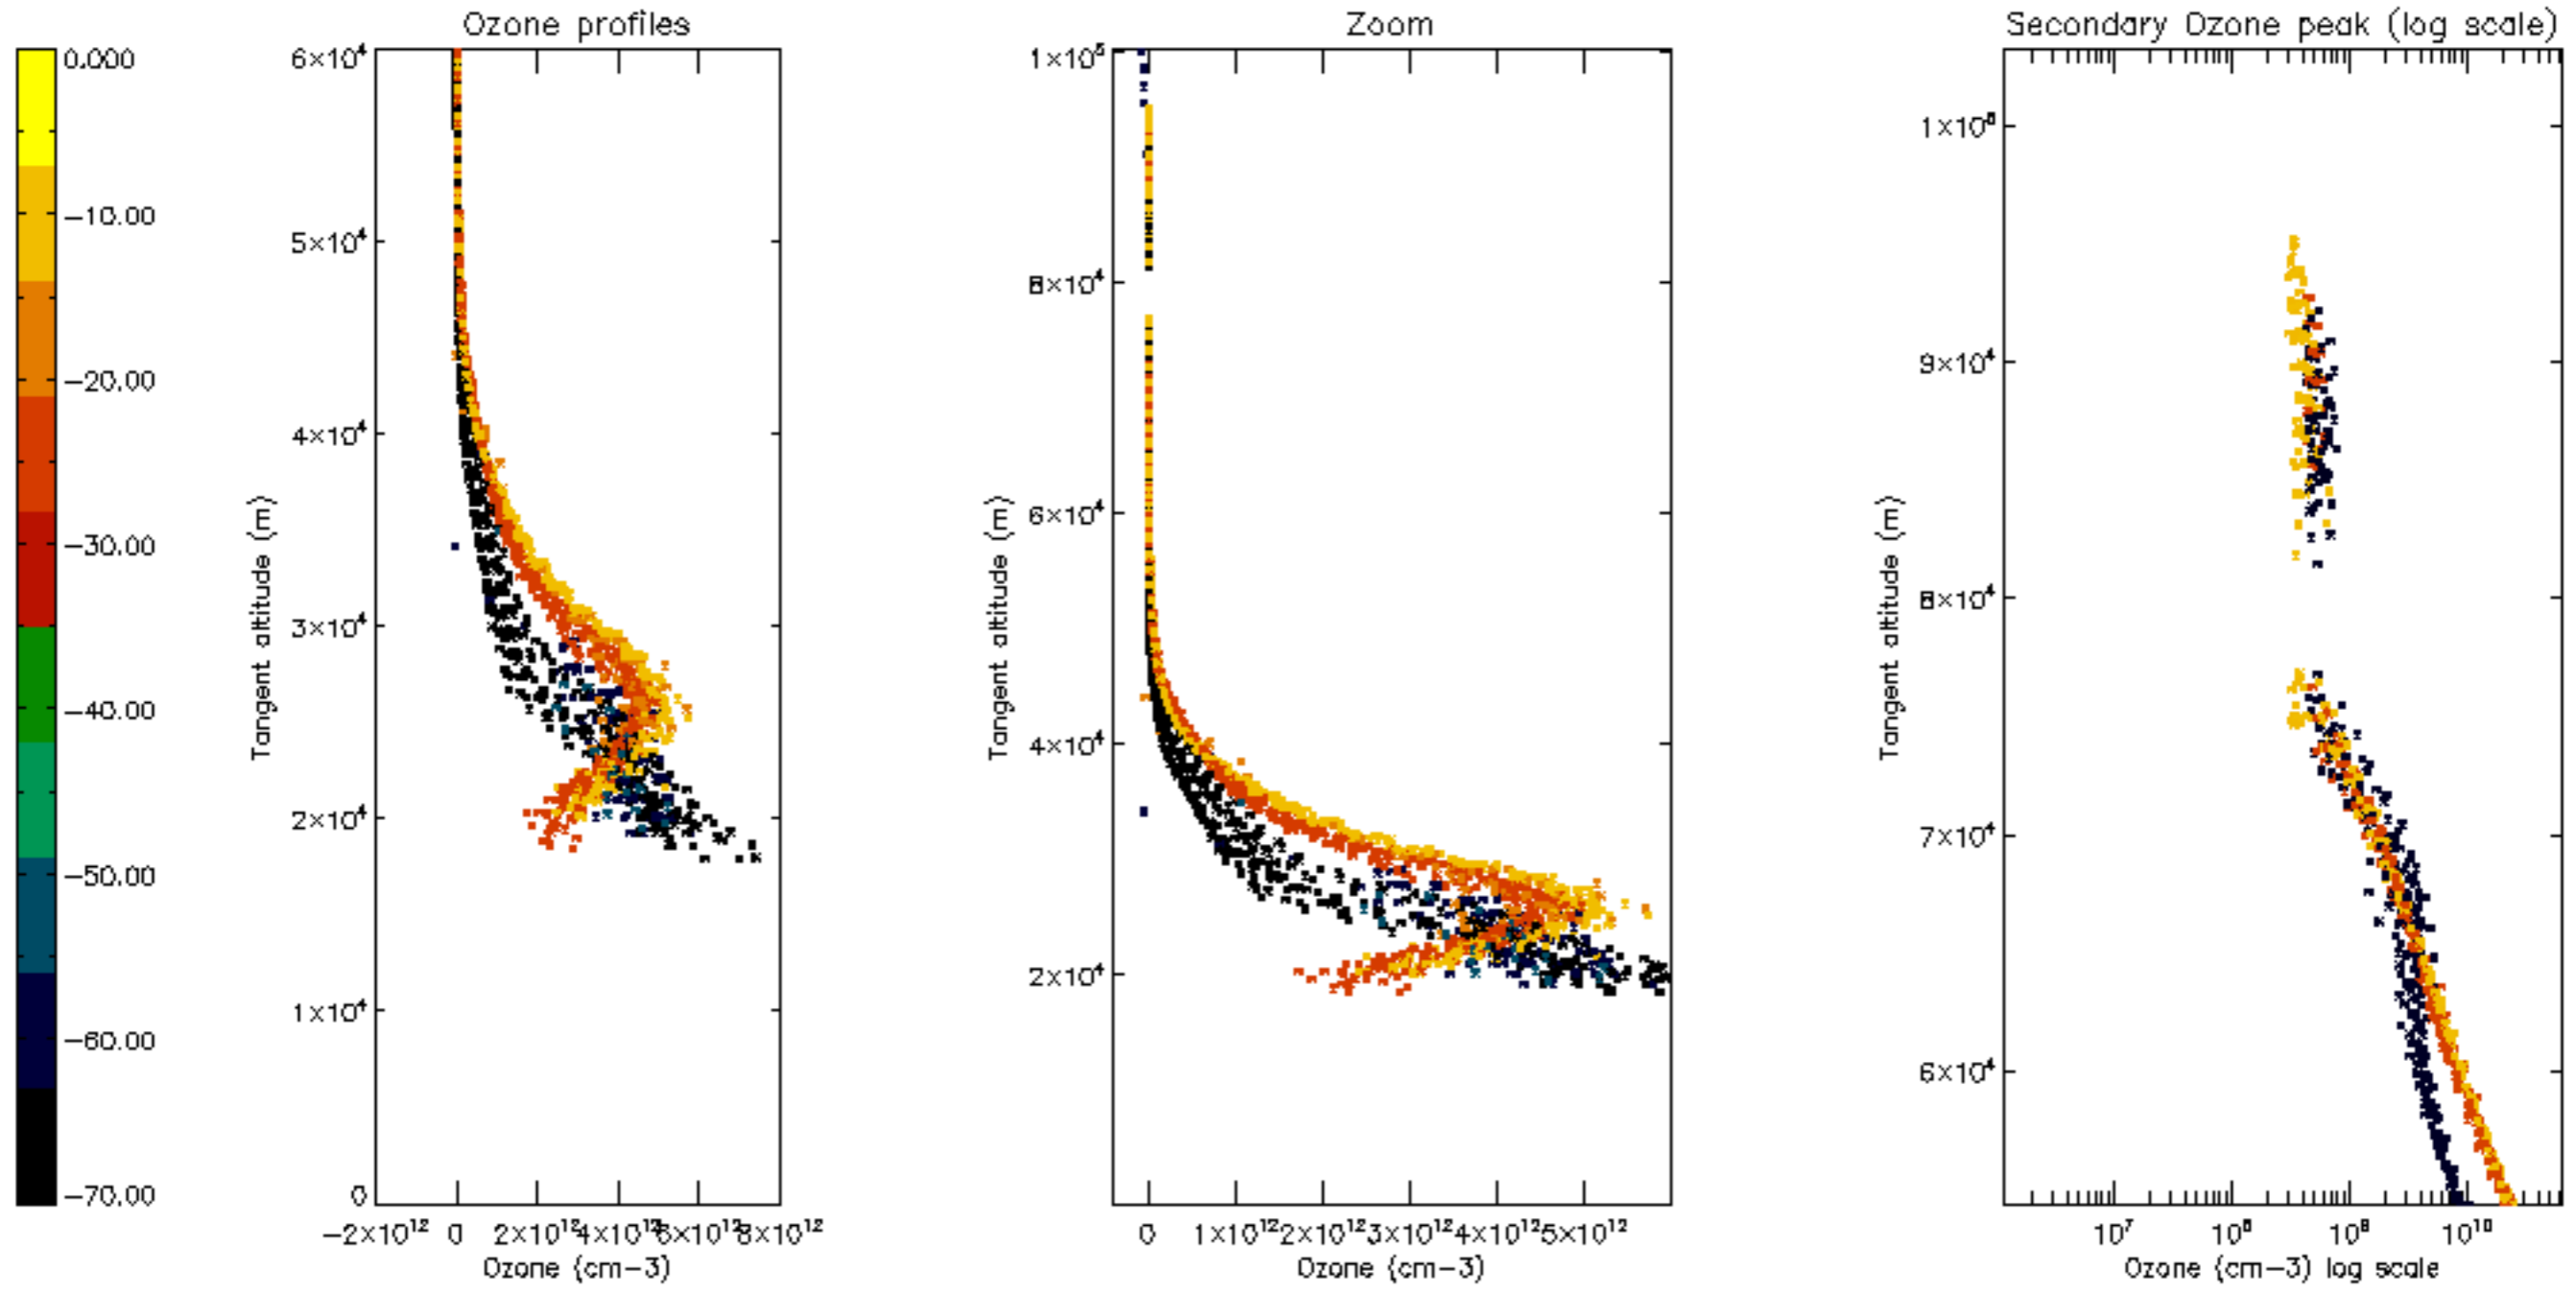 Ozone profiles
Zoom
Secondary Ozone peak (log scale)
0.000
−10.00
−20.00
−30.00
−40.00
−50.00
−60.00
−70.00
6×10⁴
5×10⁴
4×10⁴
3×10⁴
2×10⁴
1×10⁴
0
Tangent altitude (m)
−2×10¹² 0 2×10¹² 4×10¹² 6×10¹² 8×10¹²
Ozone (cm−3)
1×10⁵
8×10⁴
6×10⁴
4×10⁴
2×10⁴
Tangent altitude (m)
0 1×10¹² 2×10¹² 3×10¹² 4×10¹² 5×10¹²
Ozone (cm−3)
1×10⁵
9×10⁴
8×10⁴
7×10⁴
6×10⁴
Tangent altitude (m)
10⁷ 10⁸ 10⁹ 10¹⁰
Ozone (cm−3) log scale